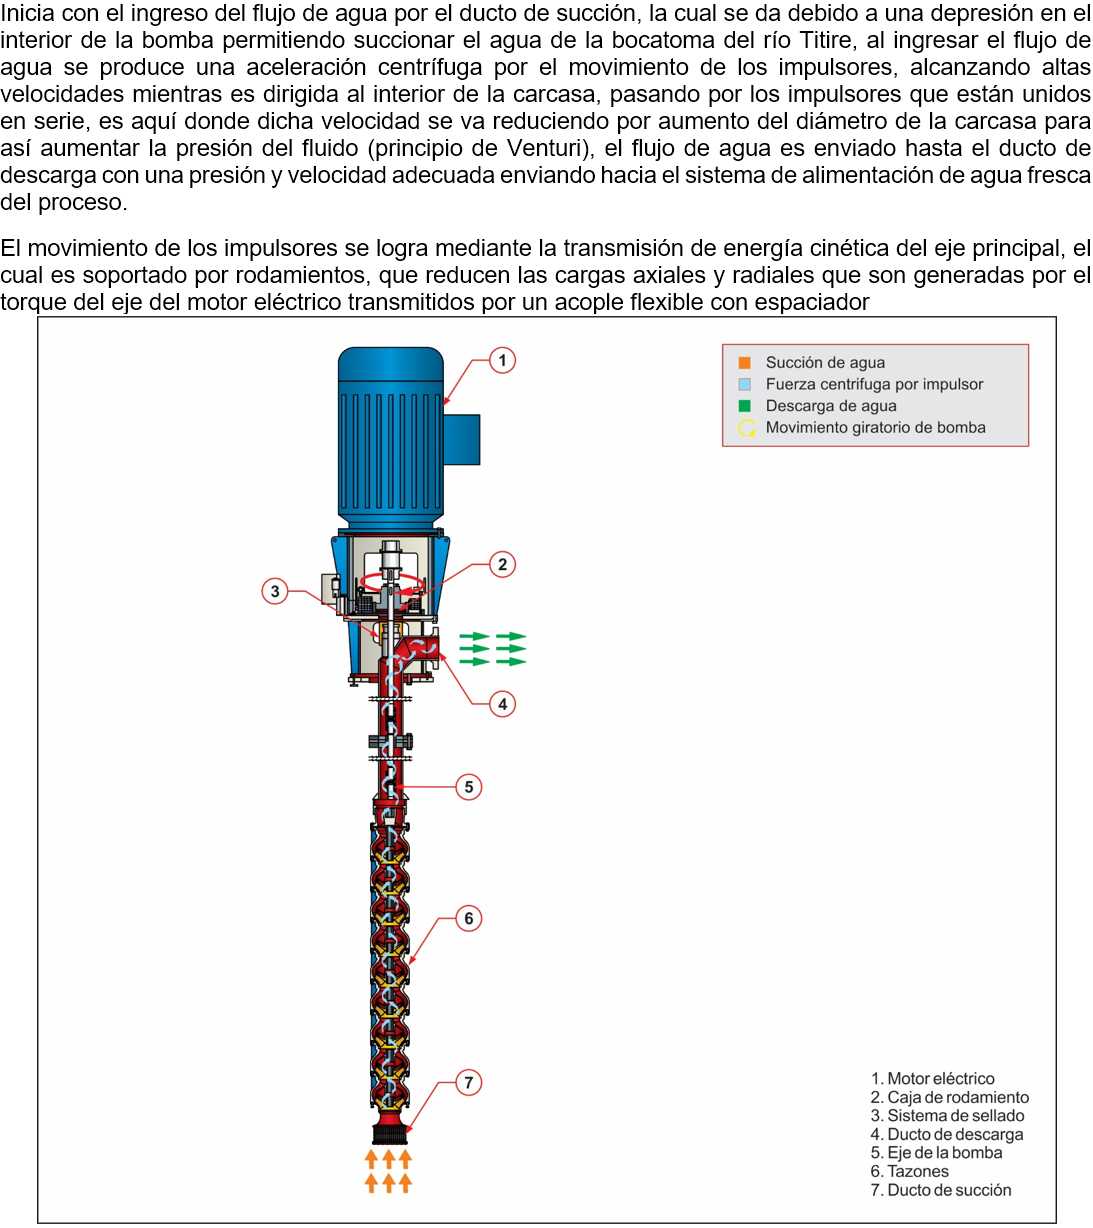 Inicia con el ingreso del flujo de agua por el ducto de succión, la cual se da debido a una depresión en el
interior de la bomba permitiendo succionar el agua de la bocatoma del río Titire, al ingresar el flujo de
agua se produce una aceleración centrífuga por el movimiento de los impulsores, alcanzando altas
velocidades mientras es dirigida al interior de la carcasa, pasando por los impulsores que están unidos
en serie, es aquí donde dicha velocidad se va reduciendo por aumento del diámetro de la carcasa para
así aumentar la presión del fluido (principio de Venturi), el flujo de agua es enviado hasta el ducto de
descarga con una presión y velocidad adecuada enviando hacia el sistema de alimentación de agua fresca
del proceso.
El movimiento de los impulsores se logra mediante la transmisión de energía cinética del eje principal, el
cual es soportado por rodamientos, que reducen las cargas axiales y radiales que son generadas por el
torque del eje del motor eléctrico transmitidos por un acople flexible con espaciador
1
Succión de agua
Fuerza centrifuga por impulsor
Descarga de agua
Movimiento giratorio de bomba
2
3
4
5
6
7
1. Motor eléctrico
2. Caja de rodamiento
3. Sistema de sellado
4. Ducto de descarga
5. Eje de la bomba
6. Tazones
7. Ducto de succión